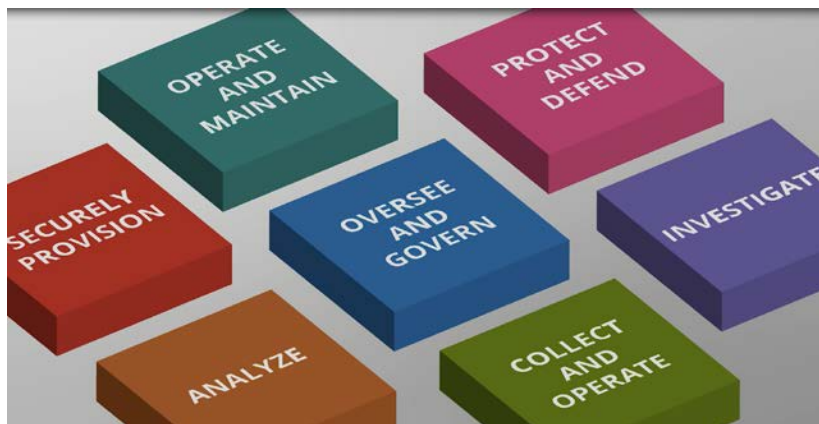 OPERATE
AND
MAINTAIN
PROTECT
AND
DEFEND
SECURELY
PROVISION
OVERSEE
AND
GOVERN
INVESTIGATE
ANALYZE
COLLECT
AND
OPERATE